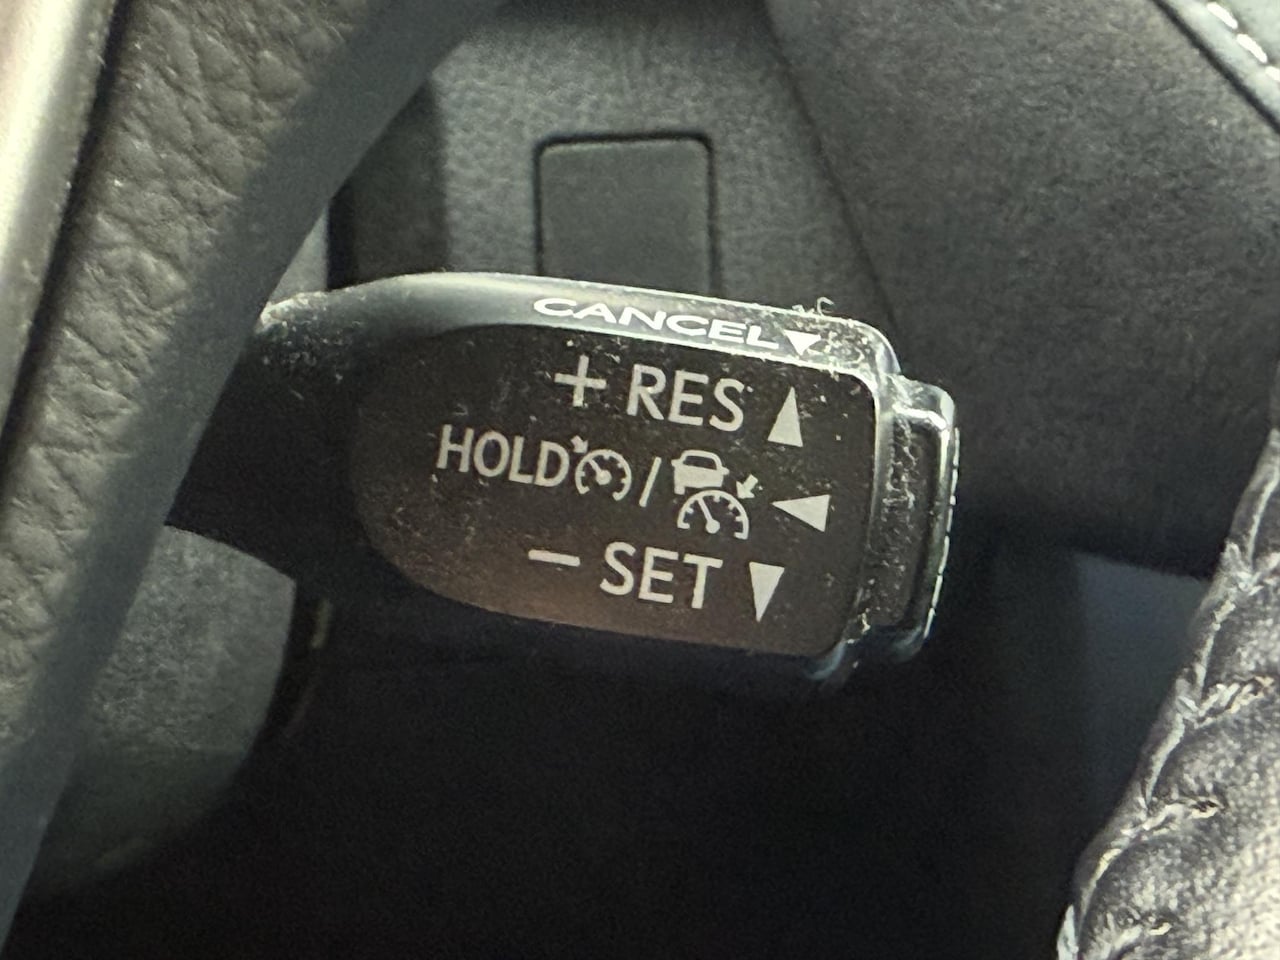 CANCEL▼
+ RES ▲
HOLD / ◀
− SET ▼